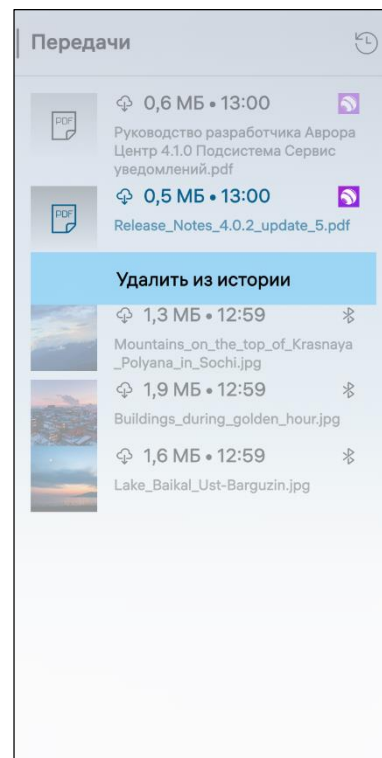 Передачи
0,6 МБ • 13:00
PDF
Руководство разработчика Аврора
Центр 4.1.0 Подсистема Сервис
уведомлений.pdf
0,5 МБ • 13:00
PDF
Release_Notes_4.0.2_update_5.pdf
Удалить из истории
1,3 МБ • 12:59
Mountains_on_the_top_of_Krasnaya
_Polyana_in_Sochi.jpg
1,9 МБ • 12:59
Buildings_during_golden_hour.jpg
1,6 МБ • 12:59
Lake_Baikal_Ust-Barguzin.jpg